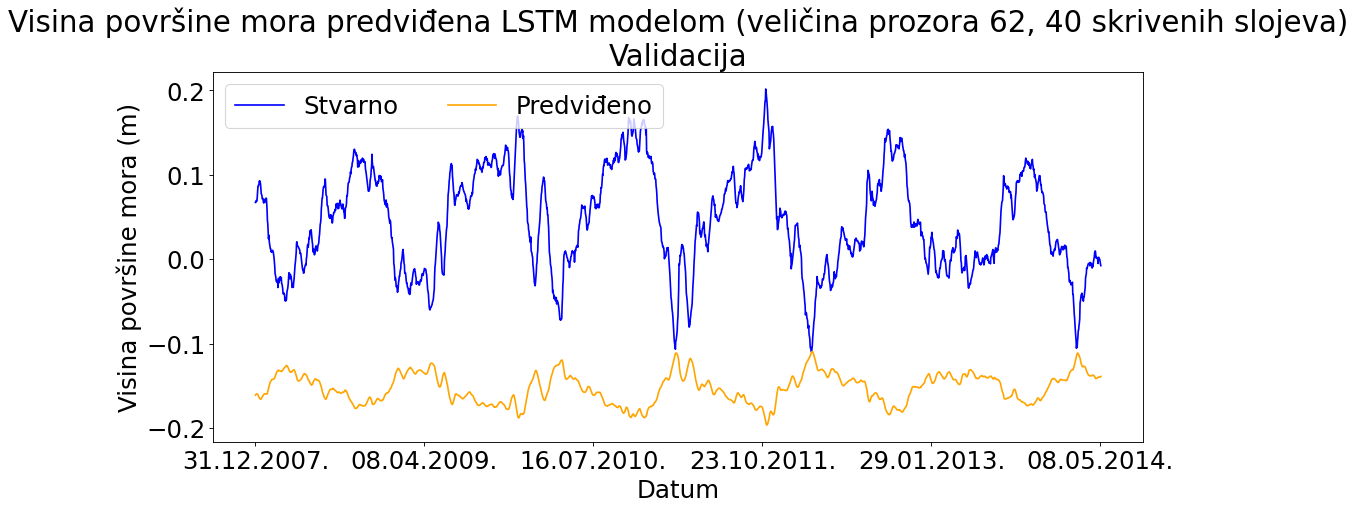 Visina površine mora predviđena LSTM modelom (veličina prozora 62, 40 skrivenih slojeva)
Validacija
Stvarno Predviđeno
Visina površine mora (m)
0.2
0.1
0.0
−0.1
−0.2
31.12.2007. 08.04.2009. 16.07.2010. 23.10.2011. 29.01.2013. 08.05.2014.
Datum